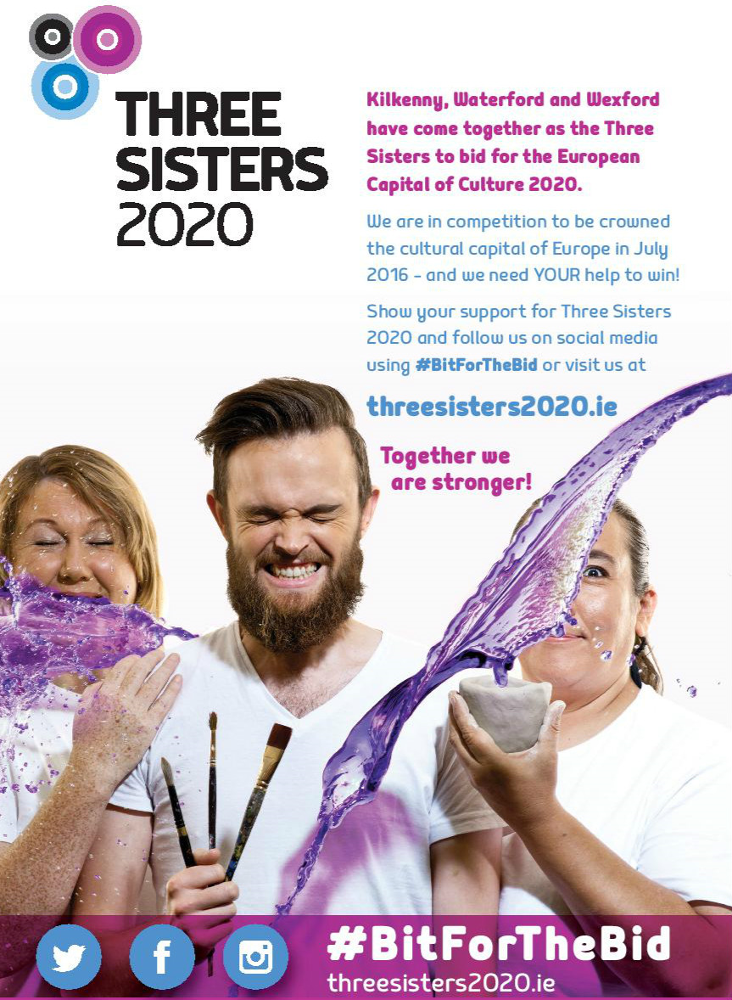 THREE
SISTERS
2020
Kilkenny, Waterford and Wexford
have come together as the Three
Sisters to bid for the European
Capital of Culture 2020.
We are in competition to be crowned
the cultural capital of Europe in July
2016 - and we need YOUR help to win!
Show your support for Three Sisters
2020 and follow us on social media
using #BitForTheBid or visit us at
threesisters2020.ie
Together we
are stronger!
#BitForTheBid
threesisters2020.ie